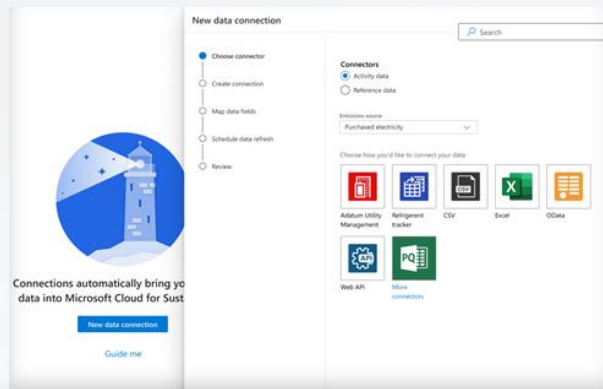 New data connection
Search
Choose connector
Create connection
Map data fields
Schedule data refresh
Review
Connectors
Activity data
Reference data
Emissions source
Purchased electricity
Choose how you'd like to connect your data
Adatum Utility
Management
Refrigerant
tracker
CSV
CSV
Excel
X
OData
API
Web API
PQ
More
connectors
Connections automatically bring yo
data into Microsoft Cloud for Sust
New data connection
Guide me